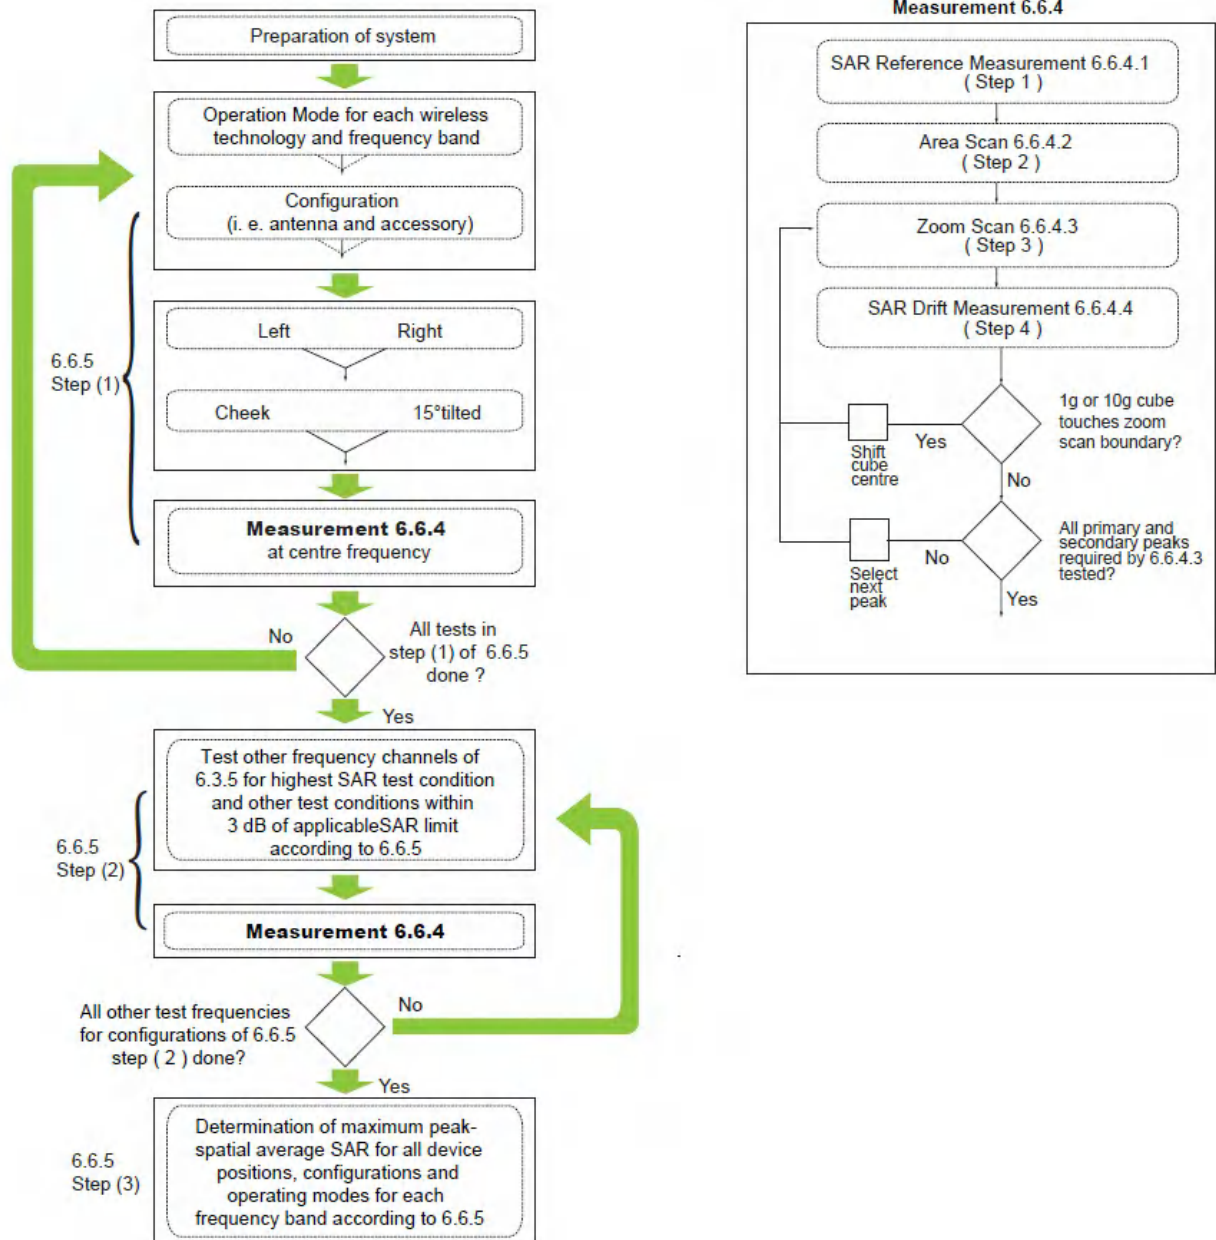 Preparation of system
Operation Mode for each wireless
technology and frequency band
Configuration
(i. e. antenna and accessory)
6.6.5
Step (1)
Left Right
Cheek 15°tilted
Measurement 6.6.4
at centre frequency
No
All tests in
step (1) of 6.6.5
done ?
Yes
Test other frequency channels of
6.3.5 for highest SAR test condition
and other test conditions within
3 dB of applicableSAR limit
according to 6.6.5
6.6.5
Step (2)
Measurement 6.6.4
All other test frequencies
for configurations of 6.6.5
step ( 2 ) done?
No
Yes
6.6.5
Step (3)
Determination of maximum peak-
spatial average SAR for all device
positions, configurations and
operating modes for each
frequency band according to 6.6.5
Measurement 6.6.4
SAR Reference Measurement 6.6.4.1
( Step 1 )
Area Scan 6.6.4.2
( Step 2 )
Zoom Scan 6.6.4.3
( Step 3 )
SAR Drift Measurement 6.6.4.4
( Step 4 )
1g or 10g cube
touches zoom
scan boundary?
Yes
Shift
cube
centre
No
All primary and
secondary peaks
required by 6.6.4.3
tested?
No
Select
next
peak
Yes